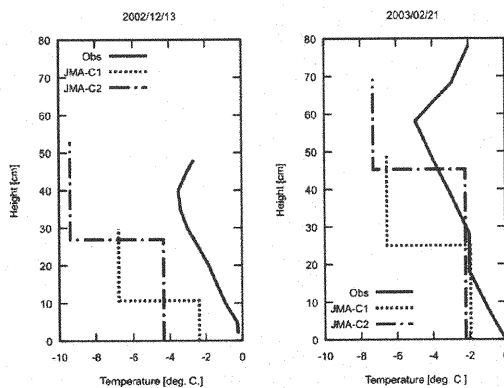 2002/12/13
80
70
60
50
40
30
20
10
0
Height [cm]
Obs
JMA-C1
JMA-C2
-10 -8 -6 -4 -2 0
Temperature [deg. C.]
2003/02/21
80
70
60
50
40
30
20
10
0
Height [cm]
Obs
JMA-C1
JMA-C2
-10 -8 -6 -4 -2 0
Temperature [deg. C.]